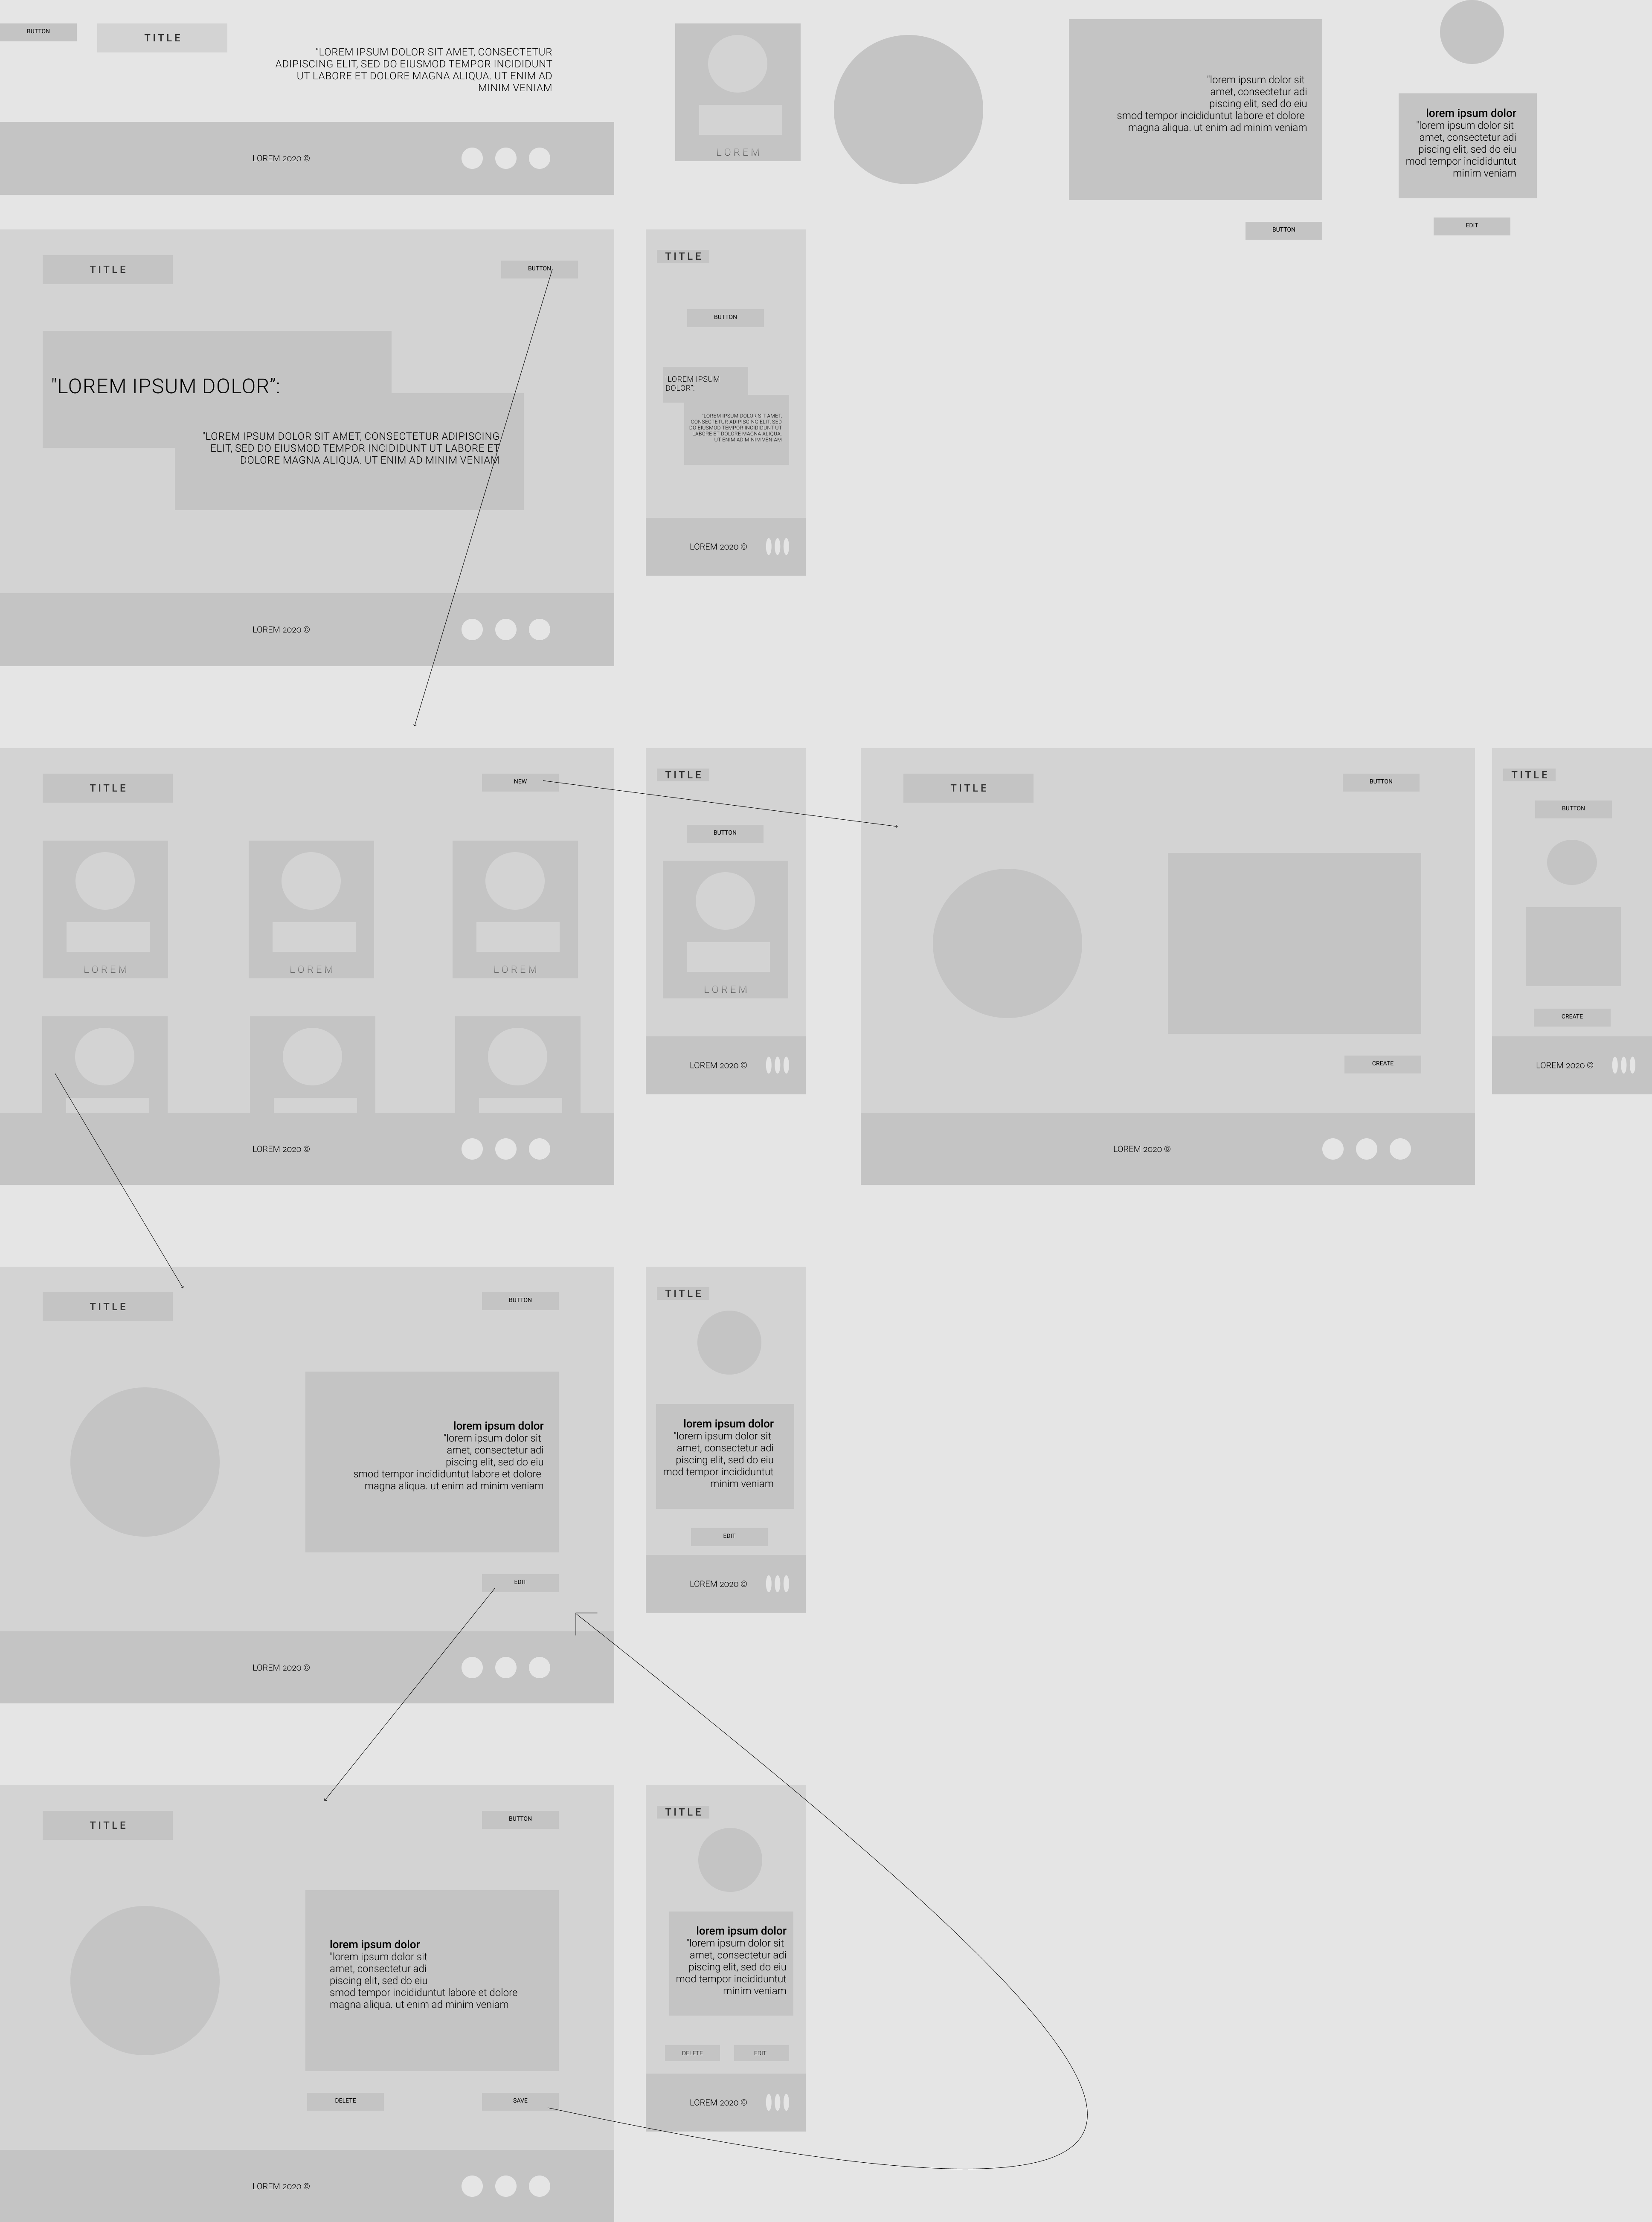 BUTTON
TITLE
"LOREM IPSUM DOLOR SIT AMET, CONSECTETUR
ADIPISCING ELIT, SED DO EIUSMOD TEMPOR INCIDIDUNT
UT LABORE ET DOLORE MAGNA ALIQUA. UT ENIM AD
MINIM VENIAM
LOREM 2020 ©
LOREM
"lorem ipsum dolor sit
amet, consectetur adi
piscing elit, sed do eiu
smod tempor incididuntut labore et dolore
magna aliqua. ut enim ad minim veniam
BUTTON
lorem ipsum dolor
"lorem ipsum dolor sit
amet, consectetur adi
piscing elit, sed do eiu
mod tempor incididuntut
minim veniam
EDIT
TITLE
BUTTON
"LOREM IPSUM DOLOR":
"LOREM IPSUM DOLOR SIT AMET, CONSECTETUR ADIPISCING
ELIT, SED DO EIUSMOD TEMPOR INCIDIDUNT UT LABORE ET
DOLORE MAGNA ALIQUA. UT ENIM AD MINIM VENIAM
LOREM 2020 ©
TITLE
BUTTON
"LOREM IPSUM
DOLOR":
"LOREM IPSUM DOLOR SIT AMET,
CONSECTETUR ADIPISCING ELIT, SED
DO EIUSMOD TEMPOR INCIDIDUNT UT
LABORE ET DOLORE MAGNA ALIQUA.
UT ENIM AD MINIM VENIAM
LOREM 2020 ©
TITLE
NEW
LOREM
LOREM
LOREM
LOREM 2020 ©
TITLE
BUTTON
LOREM
LOREM 2020 ©
TITLE
BUTTON
CREATE
LOREM 2020 ©
TITLE
BUTTON
CREATE
LOREM 2020 ©
TITLE
BUTTON
lorem ipsum dolor
"lorem ipsum dolor sit
amet, consectetur adi
piscing elit, sed do eiu
smod tempor incididuntut labore et dolore
magna aliqua. ut enim ad minim veniam
EDIT
LOREM 2020 ©
TITLE
lorem ipsum dolor
"lorem ipsum dolor sit
amet, consectetur adi
piscing elit, sed do eiu
mod tempor incididuntut
minim veniam
EDIT
LOREM 2020 ©
TITLE
BUTTON
lorem ipsum dolor
"lorem ipsum dolor sit
amet, consectetur adi
piscing elit, sed do eiu
smod tempor incididuntut labore et dolore
magna aliqua. ut enim ad minim veniam
DELETE
SAVE
LOREM 2020 ©
TITLE
lorem ipsum dolor
"lorem ipsum dolor sit
amet, consectetur adi
piscing elit, sed do eiu
mod tempor incididuntut
minim veniam
DELETE
EDIT
LOREM 2020 ©